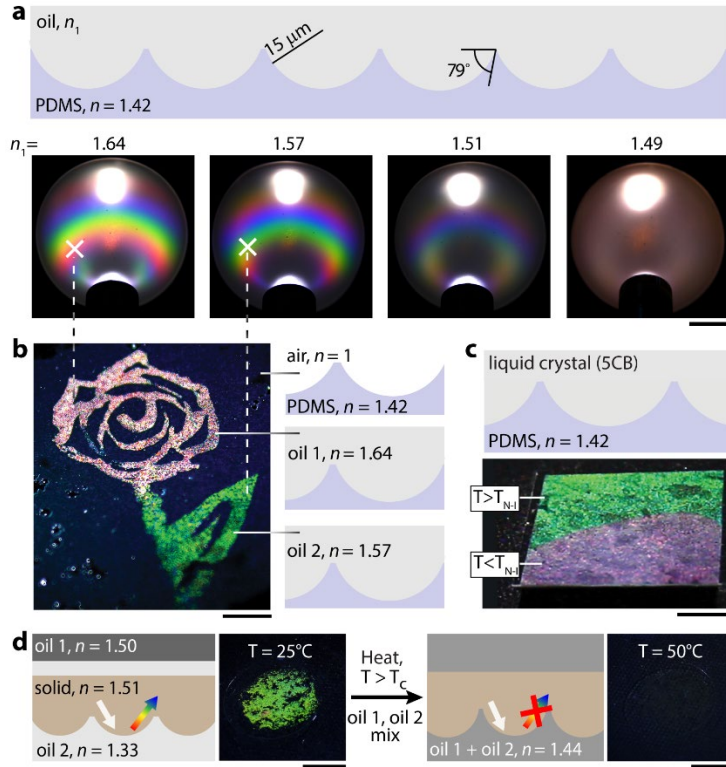 a
oil, n₁
15 μm
79°
PDMS, n = 1.42
n₁= 1.64 1.57 1.51 1.49
b
air, n = 1
PDMS, n = 1.42
oil 1, n = 1.64
oil 2, n = 1.57
c
liquid crystal (5CB)
PDMS, n = 1.42
T>T_N-I
T<T_N-I
d
oil 1, n = 1.50
solid, n = 1.51
oil 2, n = 1.33
T = 25°C
Heat,
T > T_C
oil 1, oil 2
mix
oil 1 + oil 2, n = 1.44
T = 50°C